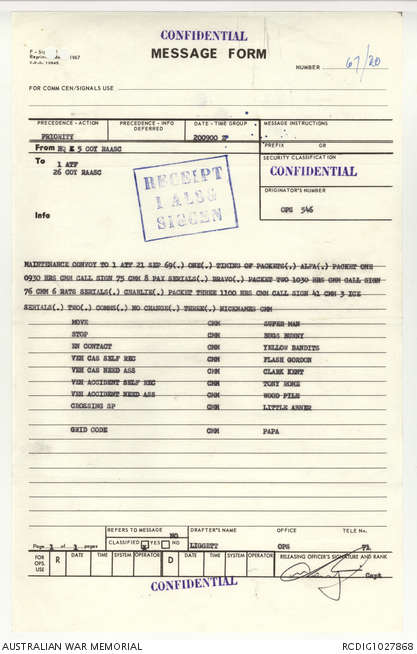 CONFIDENTIAL
MESSAGE FORM
1967
NUMBER 67/20
FOR COMM CEN/SIGNALS USE
PRECEDENCE - ACTION
PRECEDENCE - INFO
DEFERRED
DATE - TIME GROUP
MESSAGE INSTRUCTIONS
PRIORITY
200900 Z
PREFIX OR
From HQ 5 COY RAASC
To 1 ATF
26 COY RAASC
SECURITY CLASSIFICATION
CONFIDENTIAL
ORIGINATOR'S NUMBER
RECEIPT
1 ALSG
SIGCEN
Info
OPS 546
MAINTENANCE CONVOY TO 1 ATF 21 SEP 69(.) ONE(.) TIMING OF PACKETS(.) ALFA(.) PACKET ONE
0930 HRS CMM CALL SIGN 75 CMM 8 PAX SERIALS(.) BRAVO(.) PACKET TWO 1030 HRS CMM CALL SIGN
76 CMM 6 RATS SERIALS(.) CHARLIE(.) PACKET THREE 1100 HRS CMM CALL SIGN 41 CMM 3 ICE
SERIALS(.) TWO(.) COMMS(.) NO CHANGE(.) THREE(.) NICKNAMES CMM
MOVE CMM SUPER MAN
STOP CMM BUGS BUNNY
EN CONTACT CMM YELLOW BANDITS
VEH CAS SELF REC CMM FLASH GORDON
VEH CAS NEED ASS CMM CLARK KENT
VEH ACCIDENT SELF REC CMM TONY ROME
VEH ACCIDENT NEED ASS CMM WOOD PILE
CROSSING SP CMM LITTLE ABNER
GRID CODE CMM PAPA
REFERS TO MESSAGE
NO
DRAFTER'S NAME
OFFICE
TELE No.
Page 1 of 1 pages
CLASSIFIED YES NO
LIGGETT
OPS
71
FOR OPS. USE
R
DATE
TIME
SYSTEM
OPERATOR
D
DATE
TIME
SYSTEM
OPERATOR
RELEASING OFFICER'S SIGNATURE AND RANK
Capt
CONFIDENTIAL
AUSTRALIAN WAR MEMORIAL
RCDIG1027868